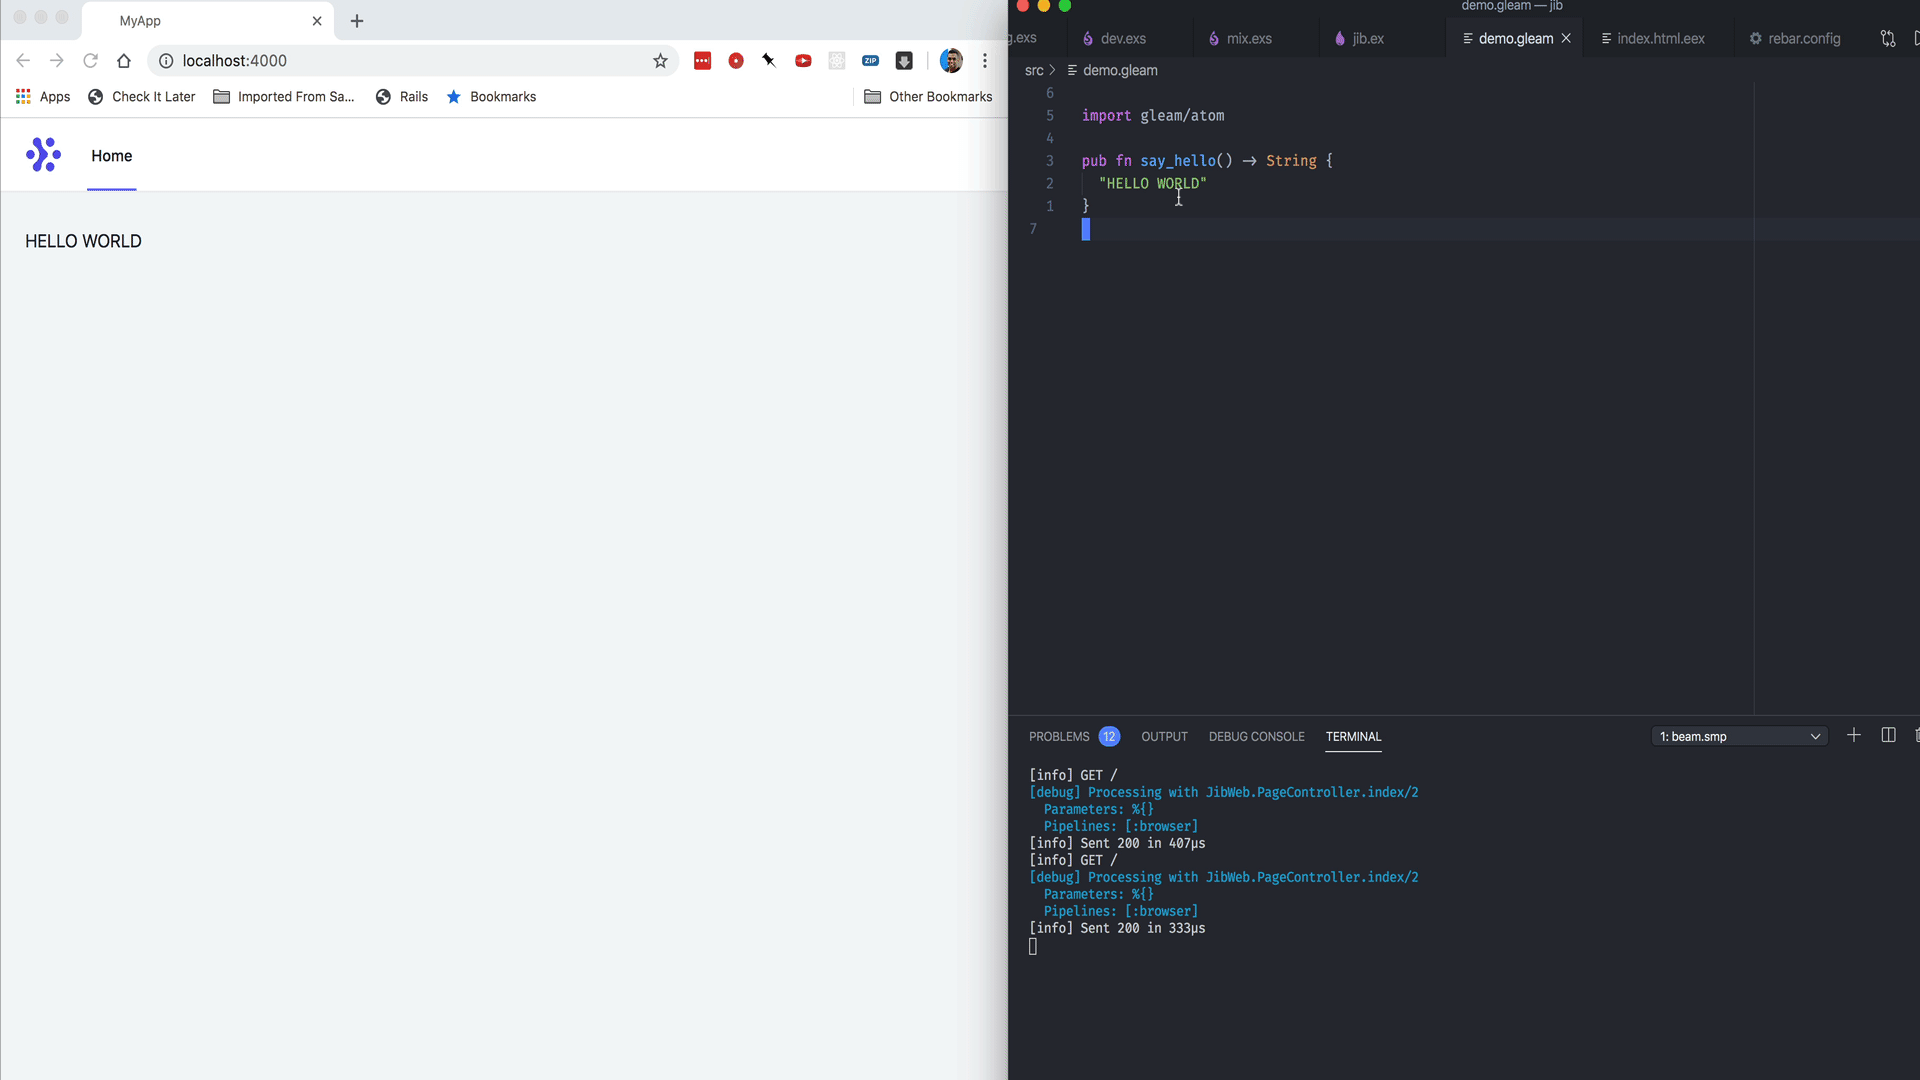 MyApp
localhost:4000
ZIP
Apps
Check It Later
Imported From Sa...
Rails
Bookmarks
Other Bookmarks
Home
HELLO WORLD
demo.gleam — jib
g.exs
dev.exs
mix.exs
jib.ex
demo.gleam
index.html.eex
rebar.config
src > demo.gleam
6
5 import gleam/atom
4
3 pub fn say_hello() -> String {
2 "HELLO WORLD"
1 }
7
PROBLEMS 12 OUTPUT DEBUG CONSOLE TERMINAL
1: beam.smp
[info] GET /
[debug] Processing with JibWeb.PageController.index/2
Parameters: %{}
Pipelines: [:browser]
[info] Sent 200 in 407µs
[info] GET /
[debug] Processing with JibWeb.PageController.index/2
Parameters: %{}
Pipelines: [:browser]
[info] Sent 200 in 333µs